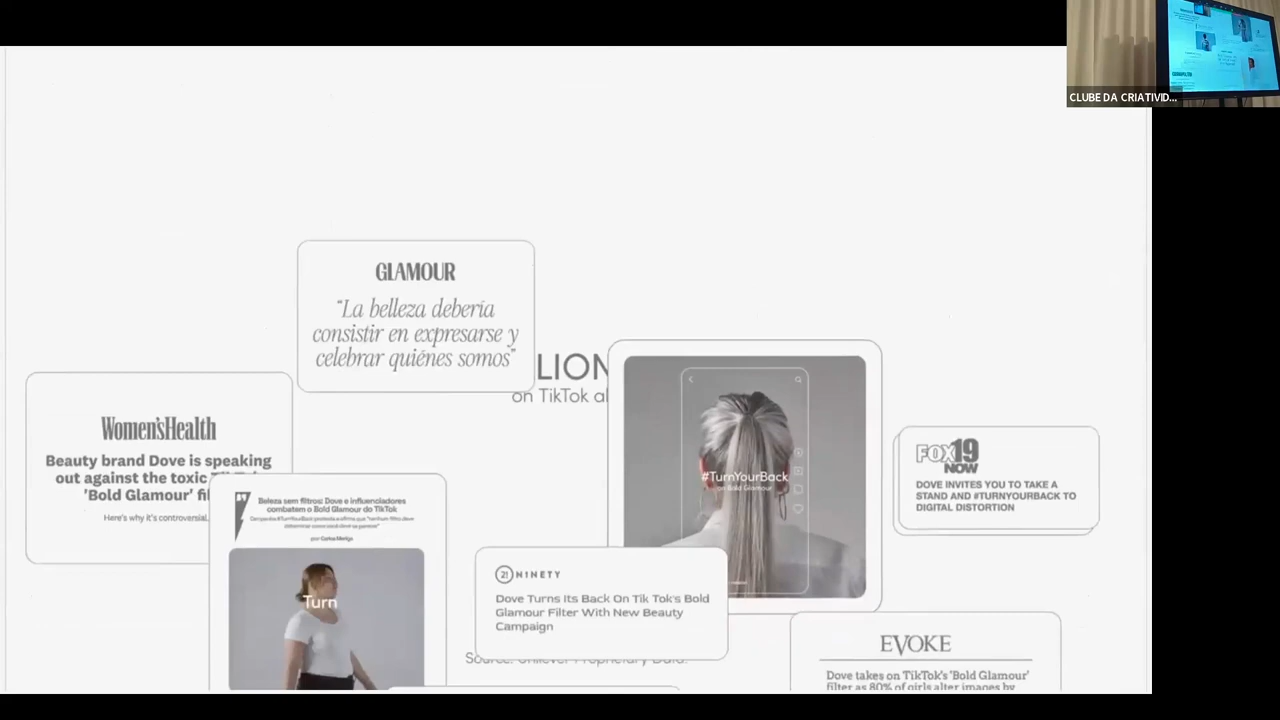 CLUBE DA CRIATIVID...
GLAMOUR
"La belleza debería
consistir en expresarse y
celebrar quiénes somos"
LION
on TikTok al
Women'sHealth
Beauty brand Dove is speaking
out against the toxic
'Bold Glamour' fil
Here's why it's controversial.
Beleza sem filtros: Dove e influenciadores
combatem o Bold Glamour do TikTok
por Carina
Turn
#TurnYourBack
on Bold Glamour
FOX19
NOW
DOVE INVITES YOU TO TAKE A
STAND AND #TURNYOURBACK TO
DIGITAL DISTORTION
21NINETY
Dove Turns Its Back On Tik Tok's Bold
Glamour Filter With New Beauty
Campaign
Source: Unilever Proprietary Data.
EVOKE
Dove takes on TikTok's 'Bold Glamour'
filter as 80% of girls alter images by